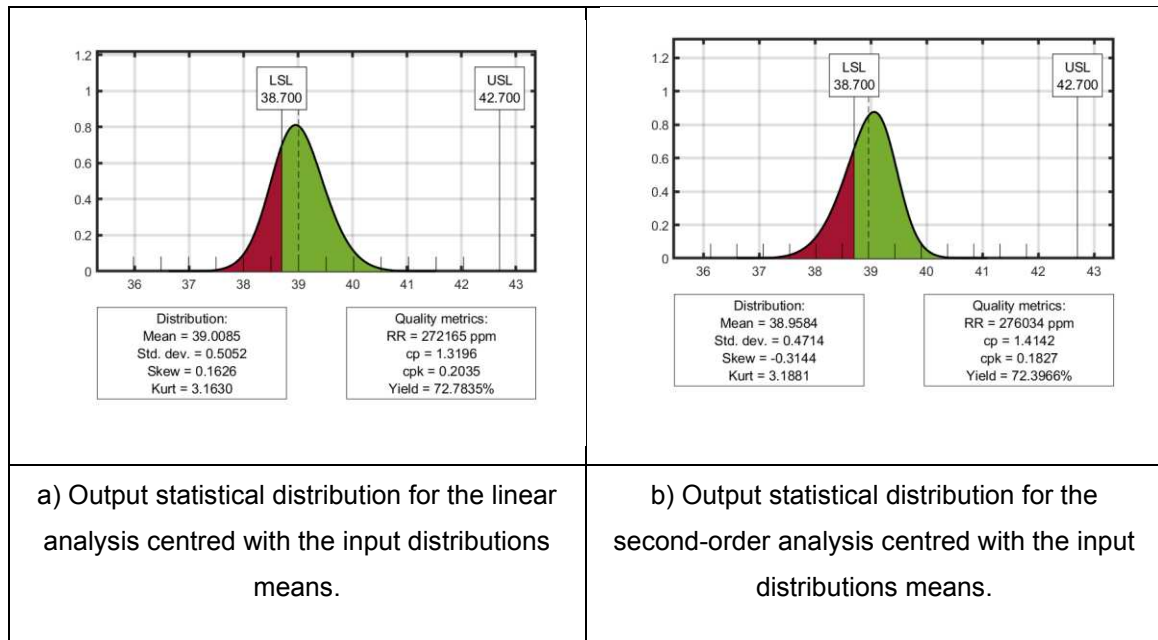 1.2
1
0.8
0.6
0.4
0.2
0
LSL
38.700
USL
42.700
36 37 38 39 40 41 42 43
Distribution:
Mean = 39.0085
Std. dev. = 0.5052
Skew = 0.1626
Kurt = 3.1630
Quality metrics:
RR = 272165 ppm
cp = 1.3196
cpk = 0.2035
Yield = 72.7835%
1.2
1
0.8
0.6
0.4
0.2
0
LSL
38.700
USL
42.700
36 37 38 39 40 41 42 43
Distribution:
Mean = 38.9584
Std. dev. = 0.4714
Skew = -0.3144
Kurt = 3.1881
Quality metrics:
RR = 276034 ppm
cp = 1.4142
cpk = 0.1827
Yield = 72.3966%
a) Output statistical distribution for the linear
analysis centred with the input distributions
means.
b) Output statistical distribution for the
second-order analysis centred with the input
distributions means.